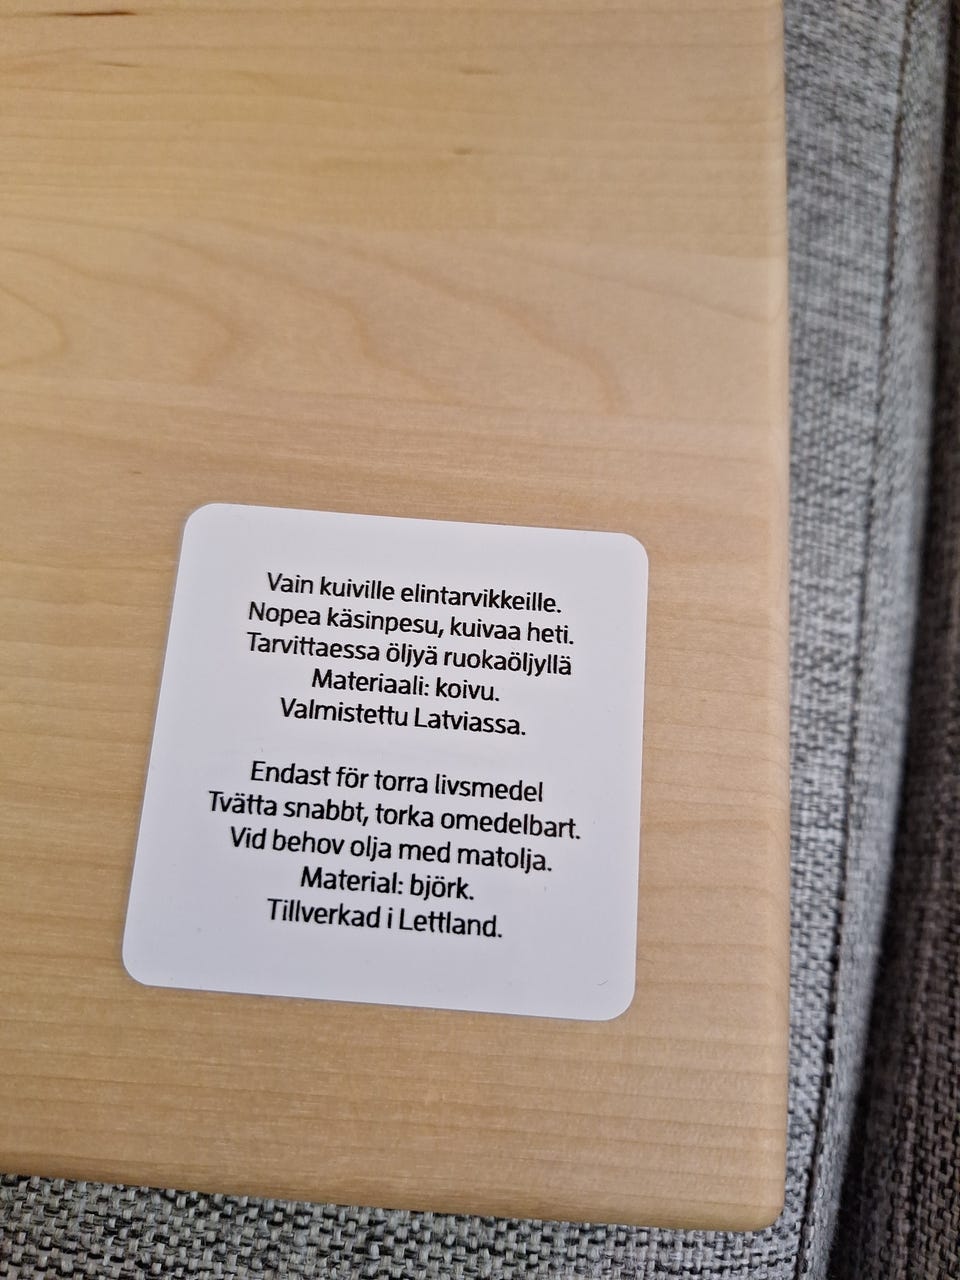 Vain kuiville elintarvikkeille.
Nopea käsinpesu, kuivaa heti.
Tarvittaessa öljyä ruokaöljyllä
Materiaali: koivu.
Valmistettu Latviassa.
Endast för torra livsmedel
Tvätta snabbt, torka omedelbart.
Vid behov olja med matolja.
Material: björk.
Tillverkad i Lettland.